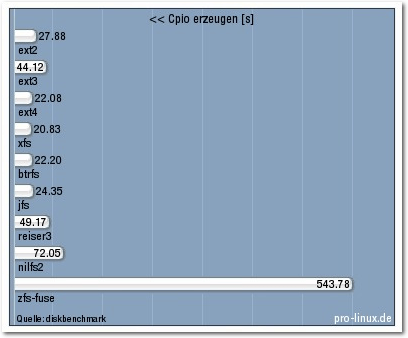 << Cpio erzeugen [s]
27.88
ext2
44.12
ext3
22.08
ext4
20.83
xfs
22.20
btrfs
24.35
jfs
49.17
reiser3
72.05
nilfs2
543.78
zfs-fuse
Quelle: diskbenchmark
pro-linux.de